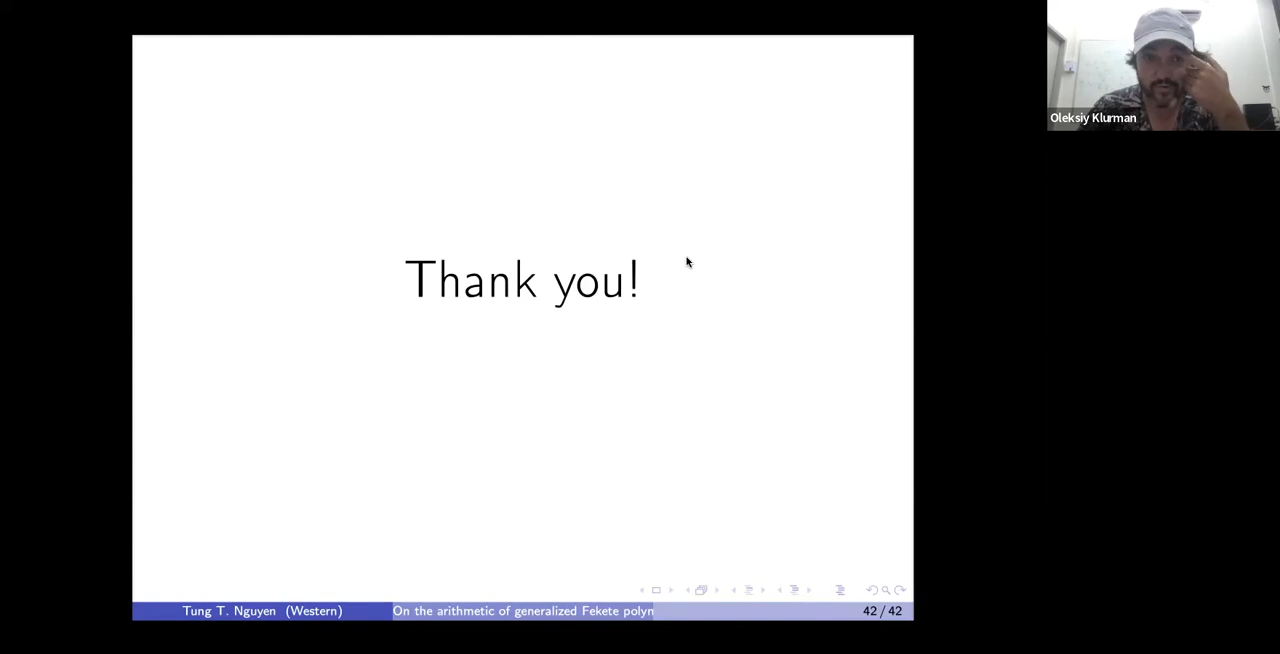 Oleksiy Klurman
Thank you!
Tung T. Nguyen (Western)
On the arithmetic of generalized Fekete polyn
42 / 42